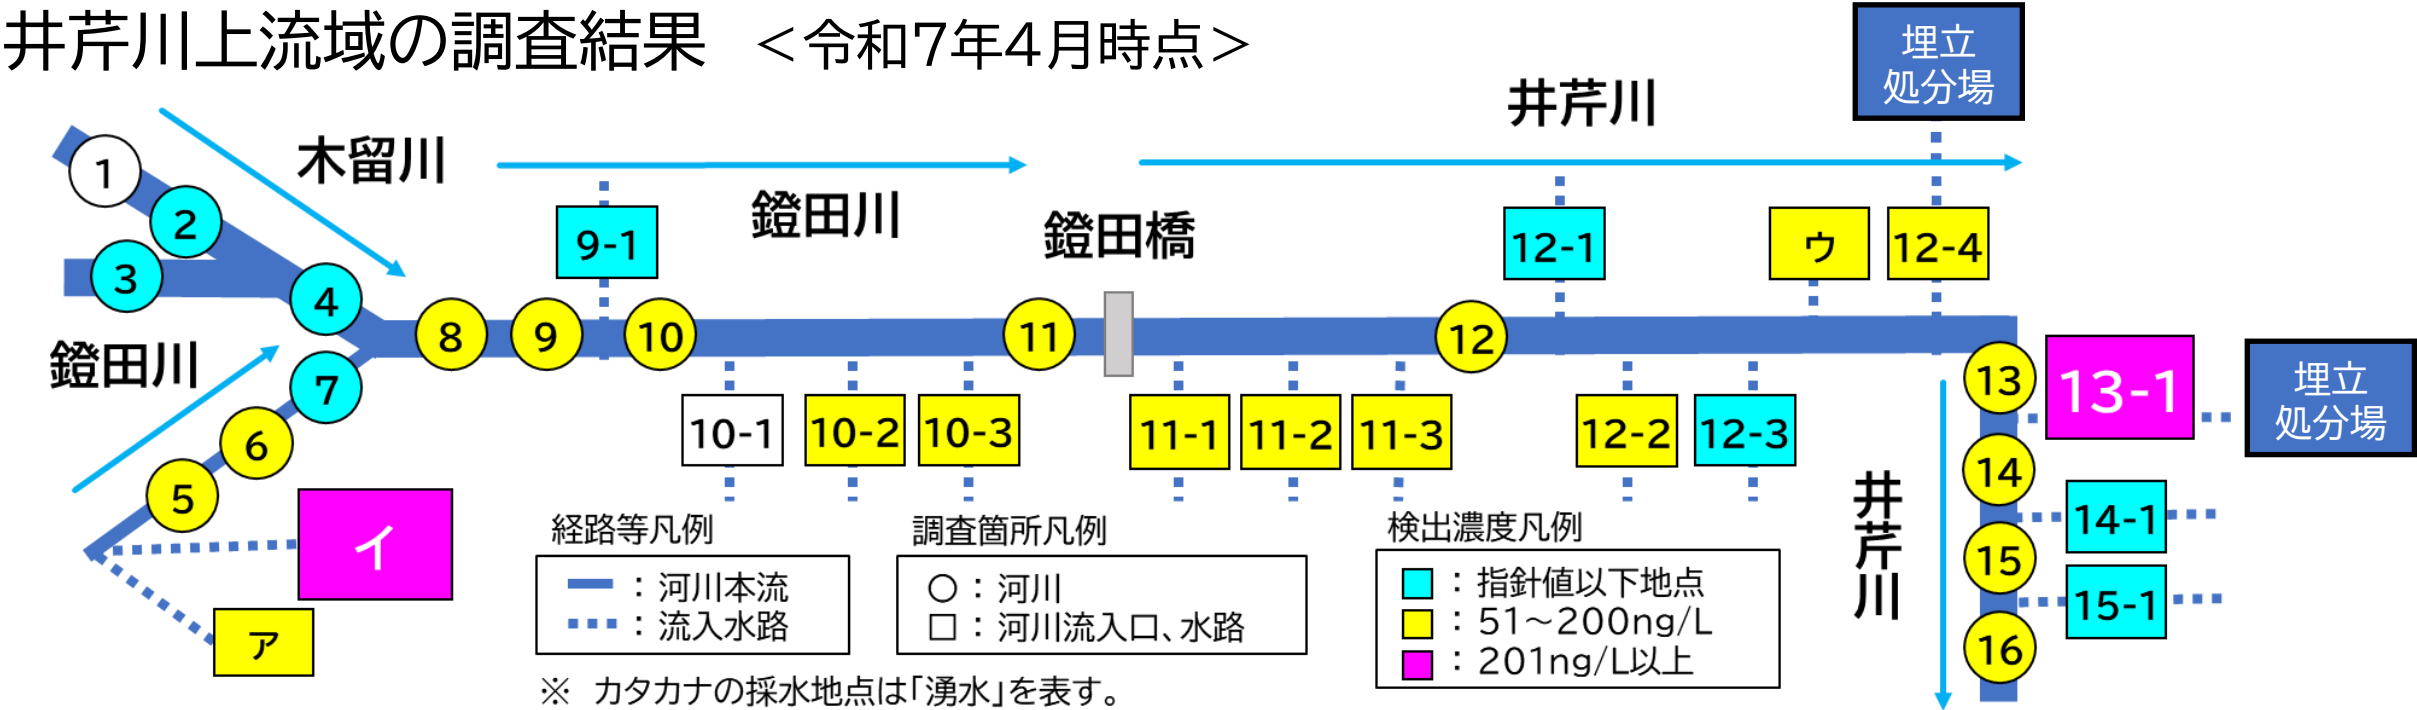 井芹川上流域の調査結果　＜令和7年4月時点＞
埋立
処分場
井芹川
木留川
1
2
3
4
9-1
鐙田川
鐙田橋
12-1
ウ
12-4
8
9
10
11
12
鐙田川
7
6
5
イ
ア
10-1
10-2
10-3
11-1
11-2
11-3
12-2
12-3
13
13-1
埋立
処分場
14
14-1
15
15-1
16
井芹川
経路等凡例
：河川本流
：流入水路
調査箇所凡例
○：河川
□：河川流入口、水路
検出濃度凡例
：指針値以下地点
：51～200ng/L
：201ng/L以上
※　カタカナの採水地点は「湧水」を表す。